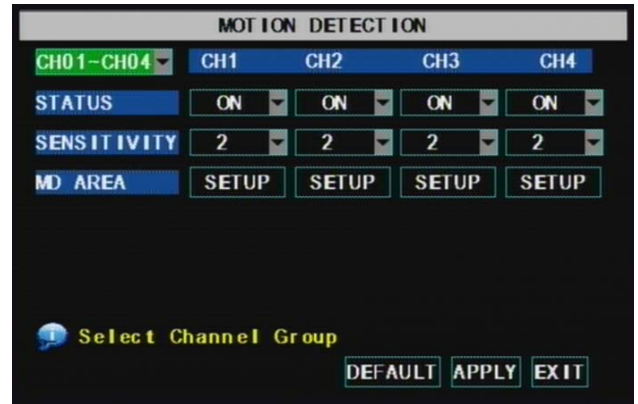 MOTION DETECTION
CH01~CH04 CH1 CH2 CH3 CH4
STATUS ON ON ON ON
SENSITIVITY 2 2 2 2
MD AREA SETUP SETUP SETUP SETUP
Select Channel Group
DEFAULT APPLY EXIT